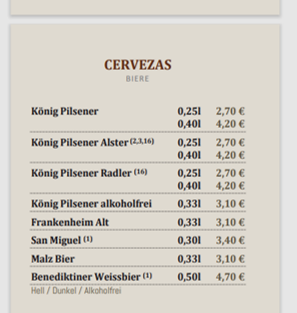 CERVEZAS
BIERE
König Pilsener 0,25l 2,70 €
0,40l 4,20 €
König Pilsener Alster (2,3,16) 0,25l 2,70 €
0,40l 4,20 €
König Pilsener Radler (16) 0,25l 2,70 €
0,40l 4,20 €
König Pilsener alkoholfrei 0,33l 3,10 €
Frankenheim Alt 0,33l 3,10 €
San Miguel (1) 0,30l 3,40 €
Malz Bier 0,33l 3,10 €
Benediktiner Weissbier (1) 0,50l 4,70 €
Hell / Dunkel / Alkoholfrei